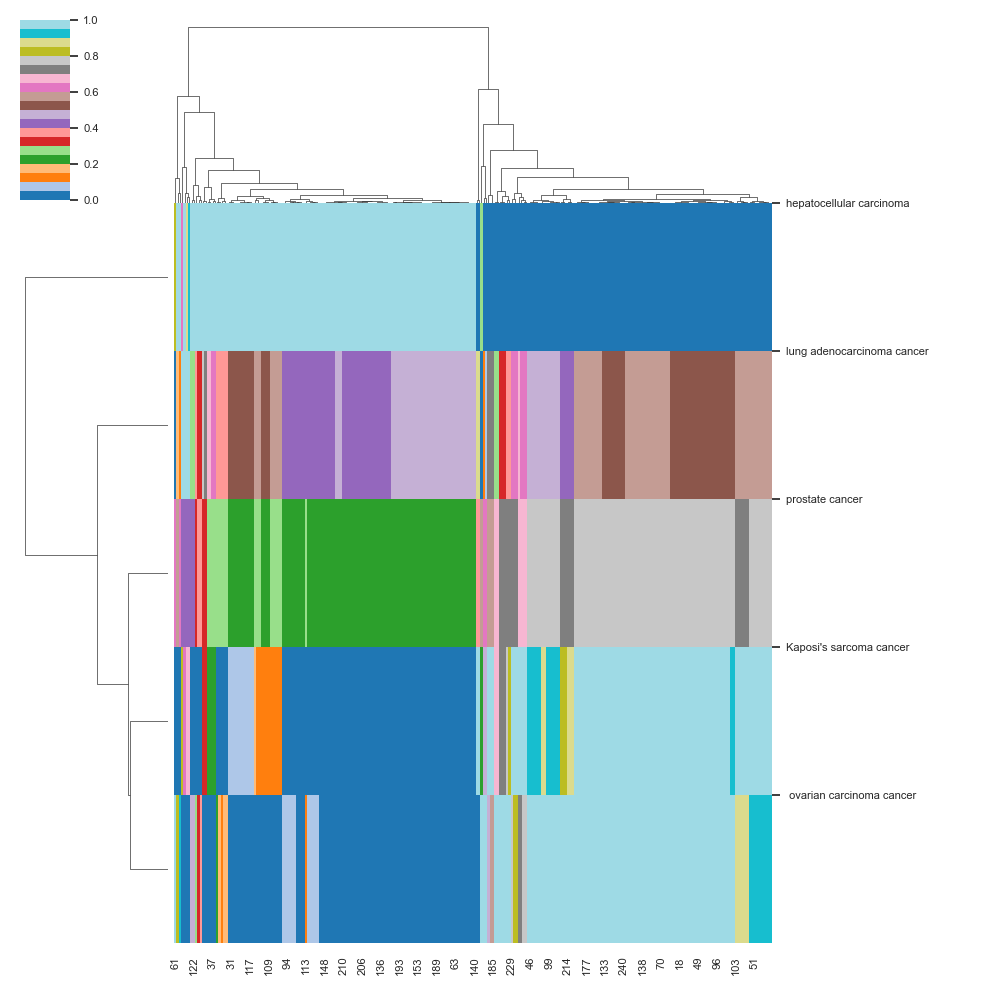 1.0
0.8
0.6
0.4
0.2
0.0
hepatocellular carcinoma
lung adenocarcinoma cancer
prostate cancer
Kaposi's sarcoma cancer
ovarian carcinoma cancer
61 122 37 31 117 109 94 113 148 210 206 136 193 153 189 63 140 185 229 46 99 214 177 133 240 138 70 18 49 96 103 51